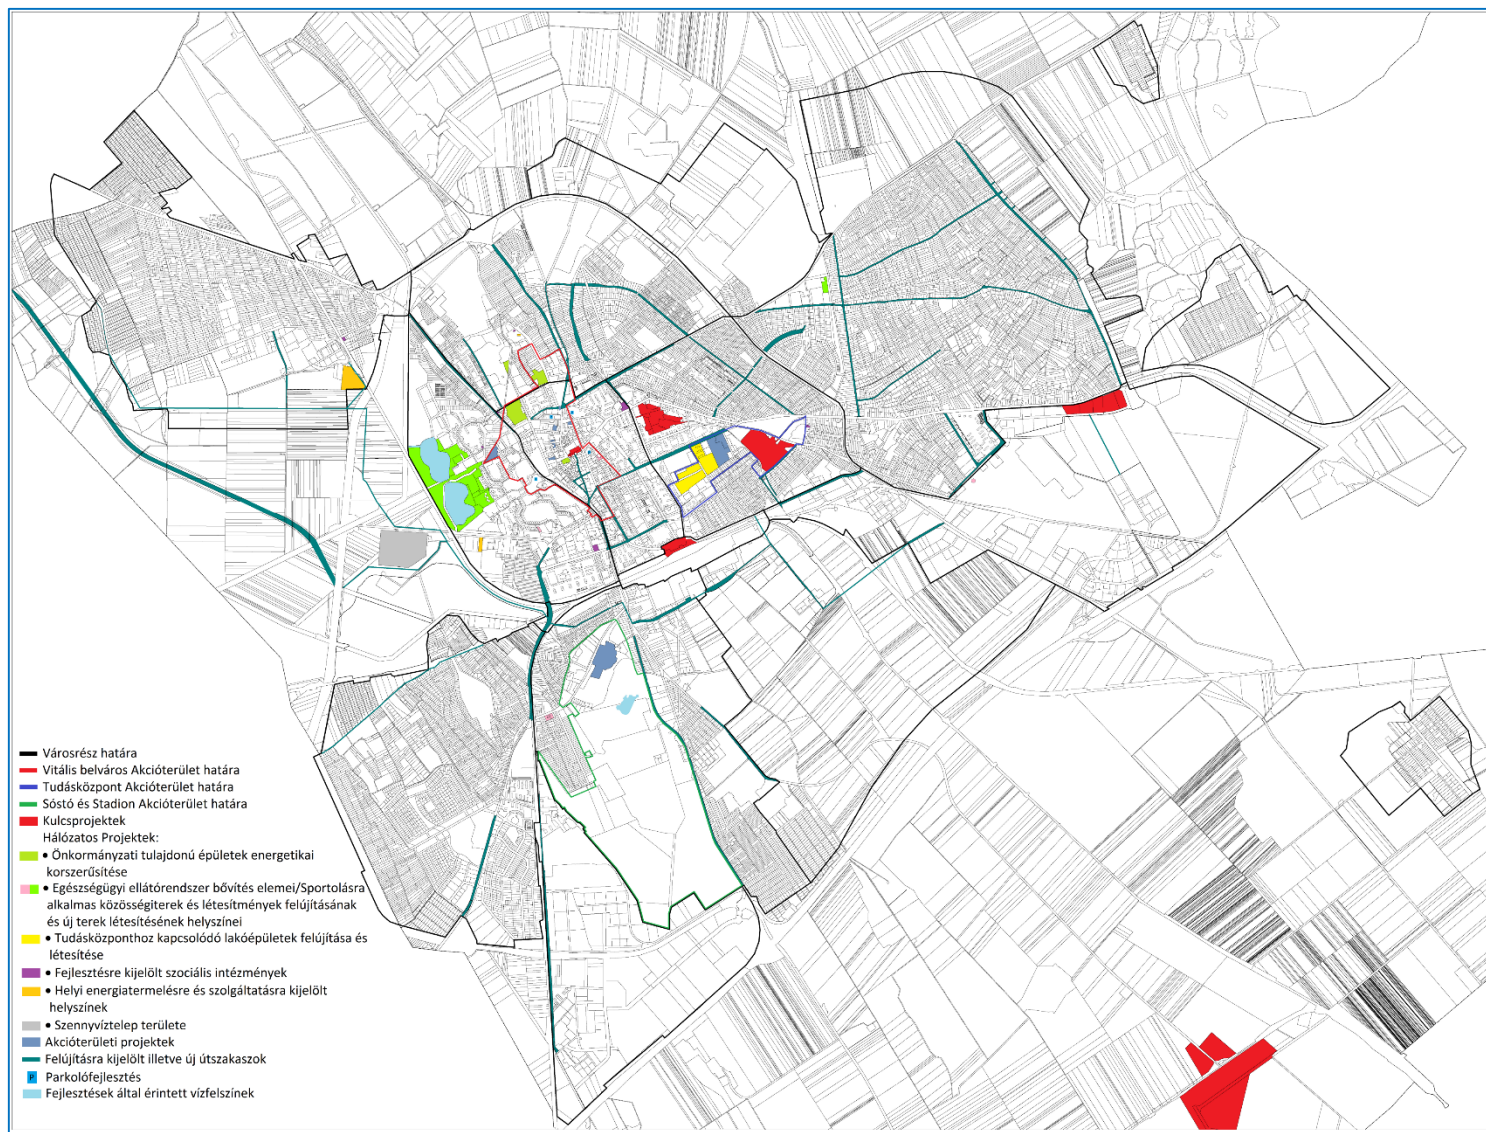 Városrész határa
Vitális belváros Akcióterület határa
Tudásközpont Akcióterület határa
Sóstó és Stadion Akcióterület határa
Kulcsprojektek
Hálózatos Projektek:
• Önkormányzati tulajdonú épületek energetikai
korszerűsítése
• Egészségügyi ellátórendszer bővítés elemei/Sportolásra
alkalmas közösségiterek és létesítmények felújításának
és új terek létesítésének helyszínei
• Tudásközponthoz kapcsolódó lakóépületek felújítása és
létesítése
• Fejlesztésre kijelölt szociális intézmények
• Helyi energiatermelésre és szolgáltatásra kijelölt
helyszínek
• Szennyvíztelep területe
Akcióterületi projektek
Felújításra kijelölt illetve új útszakaszok
P Parkolófejlesztés
Fejlesztések által érintett vízfelszínek